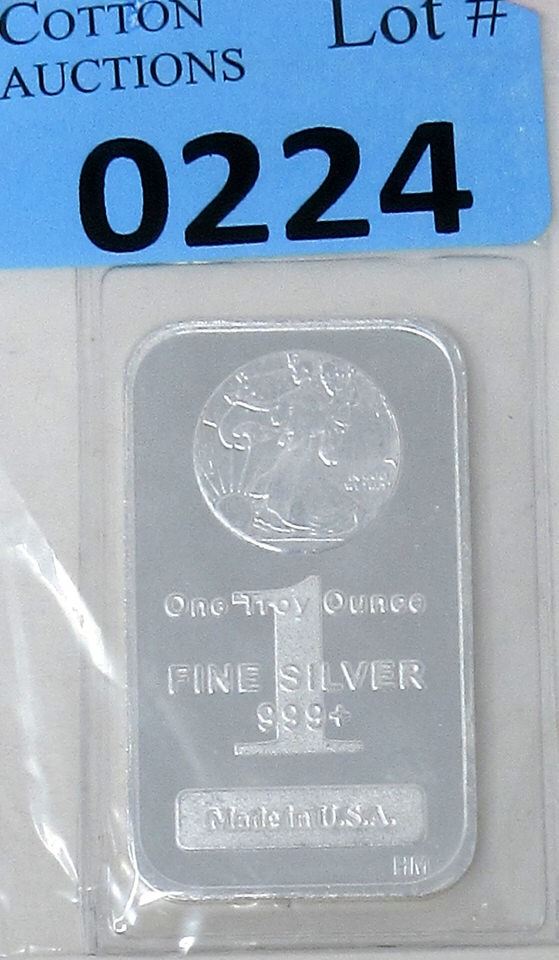 COTTON
AUCTIONS
Lot #
0224
One Troy Ounce
1
FINE SILVER
999+
Made in U.S.A.
HM